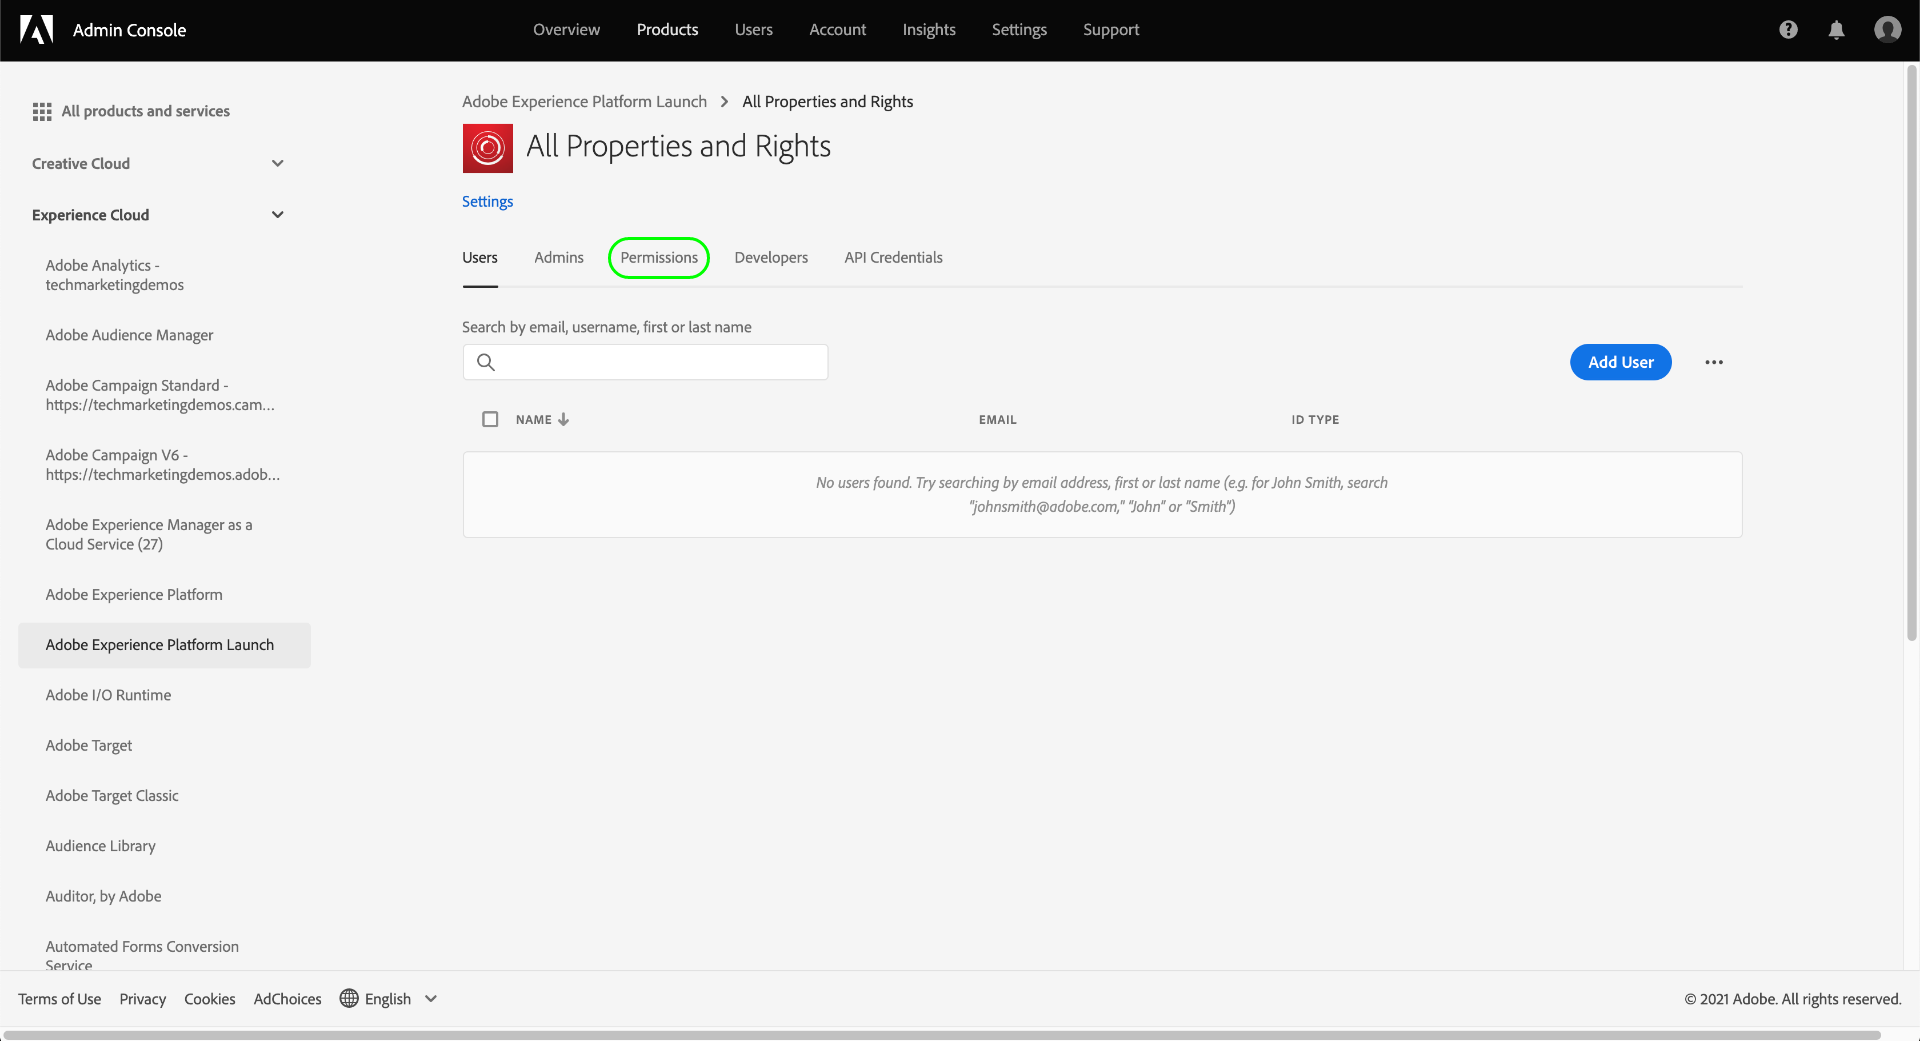 Admin Console
Overview Products Users Account Insights Settings Support
All products and services
Creative Cloud
Experience Cloud
Adobe Analytics -
techmarketingdemos
Adobe Audience Manager
Adobe Campaign Standard -
https://techmarketingdemos.cam...
Adobe Campaign V6 -
https://techmarketingdemos.adob...
Adobe Experience Manager as a
Cloud Service (27)
Adobe Experience Platform
Adobe Experience Platform Launch
Adobe I/O Runtime
Adobe Target
Adobe Target Classic
Audience Library
Auditor, by Adobe
Automated Forms Conversion
Service
Adobe Experience Platform Launch > All Properties and Rights
All Properties and Rights
Settings
Users Admins Permissions Developers API Credentials
Search by email, username, first or last name
Add User
NAME EMAIL ID TYPE
No users found. Try searching by email address, first or last name (e.g. for John Smith, search
"johnsmith@adobe.com," "John" or "Smith")
Terms of Use Privacy Cookies AdChoices English
© 2021 Adobe. All rights reserved.